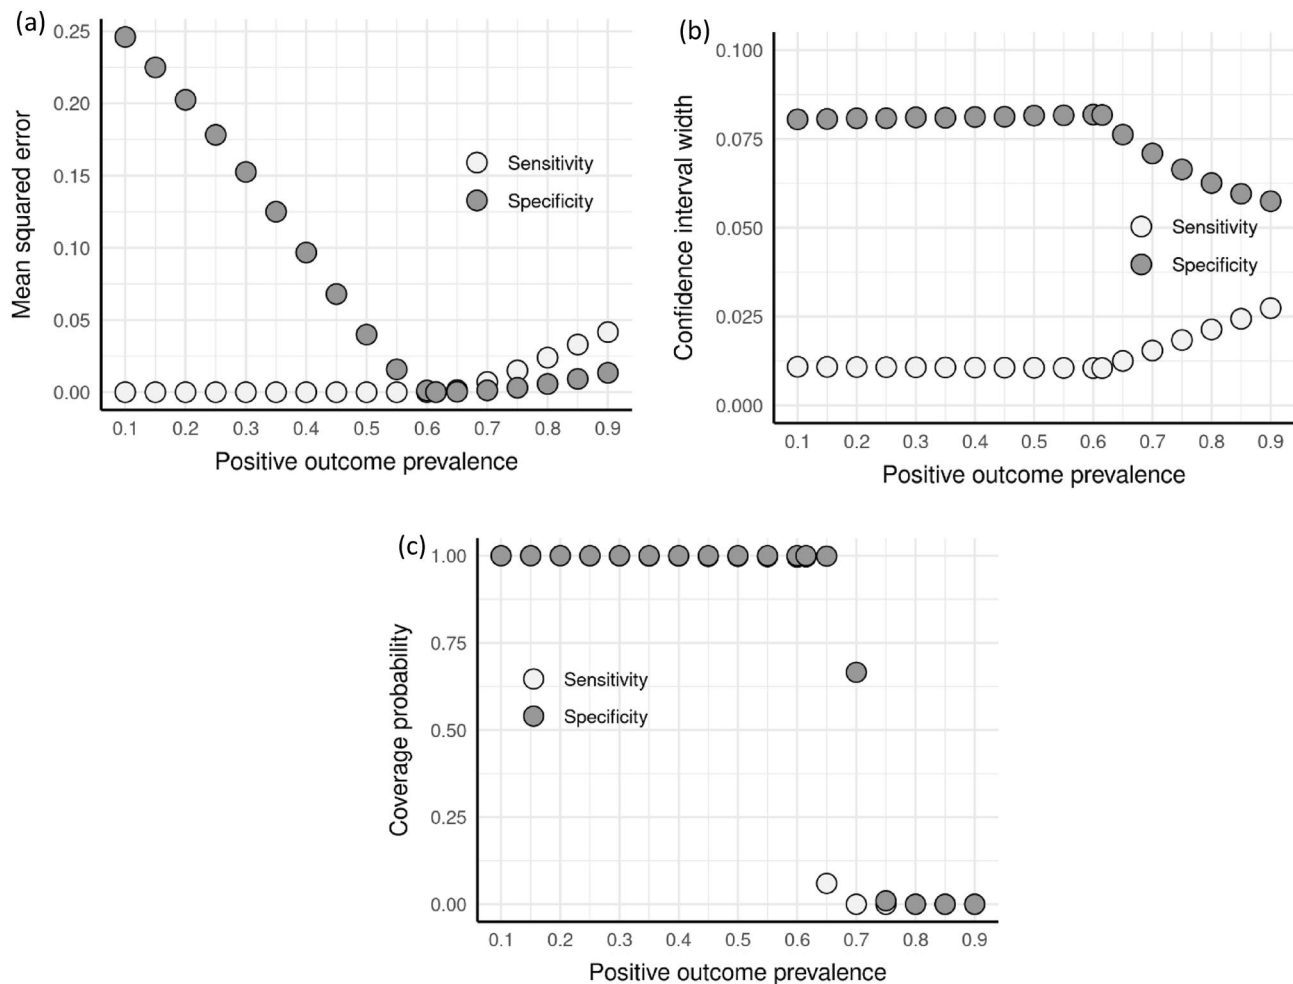 (a)
Mean squared error
0.25
0.20
0.15
0.10
0.05
0.00
Sensitivity
Specificity
0.1 0.2 0.3 0.4 0.5 0.6 0.7 0.8 0.9
Positive outcome prevalence
(b)
Confidence interval width
0.100
0.075
0.050
0.025
0.000
Sensitivity
Specificity
0.1 0.2 0.3 0.4 0.5 0.6 0.7 0.8 0.9
Positive outcome prevalence
(c)
Coverage probability
1.00
0.75
0.50
0.25
0.00
Sensitivity
Specificity
0.1 0.2 0.3 0.4 0.5 0.6 0.7 0.8 0.9
Positive outcome prevalence